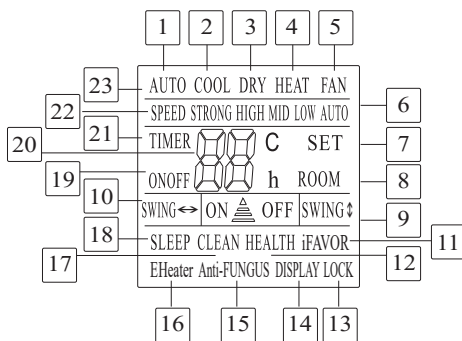 1 2 3 4 5
23 AUTO COOL DRY HEAT FAN
22 SPEED STRONG HIGH MID LOW AUTO 6
21 TIMER 88 C SET 7
20
19 ONOFF h ROOM 8
10 SWING ↔ ON OFF SWING ↕ 9
18 SLEEP CLEAN HEALTH iFAVOR 11
17 EHeater Anti-FUNGUS DISPLAY LOCK 12
16 15 14 13